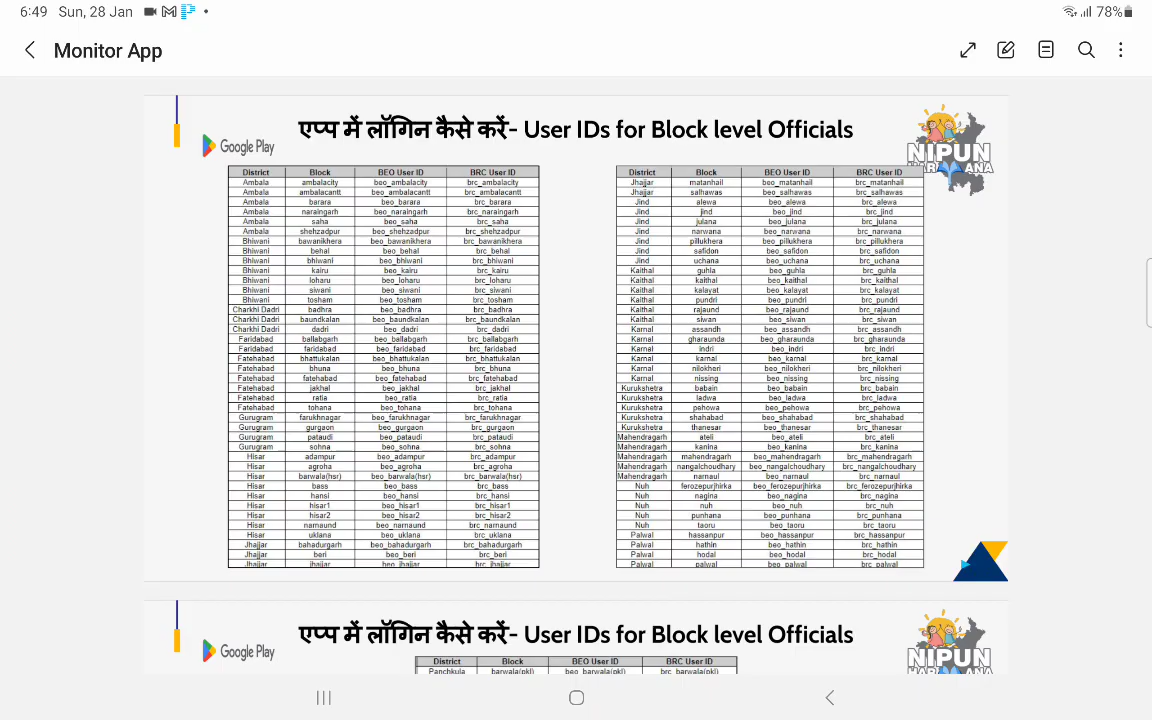 6:49 Sun, 28 Jan
78%
Monitor App
एप्प में लॉगिन कैसे करें- User IDs for Block level Officials
Google Play
NIPUN
HARYANA
District Block BEO User ID BRC User ID
Ambala ambalacity beo_ambalacity brc_ambalacity
Ambala ambalacantt beo_ambalacantt brc_ambalacantt
Ambala barara beo_barara brc_barara
Ambala naraingarh beo_naraingarh brc_naraingarh
Ambala saha beo_saha brc_saha
Ambala shehzadpur beo_shehzadpur brc_shehzadpur
Bhiwani bawanikhera beo_bawanikhera brc_bawanikhera
Bhiwani behal beo_behal brc_behal
Bhiwani bhiwani beo_bhiwani brc_bhiwani
Bhiwani kairu beo_kairu brc_kairu
Bhiwani loharu beo_loharu brc_loharu
Bhiwani siwani beo_siwani brc_siwani
Bhiwani tosham beo_tosham brc_tosham
Charkhi Dadri badhra beo_badhra brc_badhra
Charkhi Dadri baundkalan beo_baundkalan brc_baundkalan
Charkhi Dadri dadri beo_dadri brc_dadri
Faridabad ballabgarh beo_ballabgarh brc_ballabgarh
Faridabad faridabad beo_faridabad brc_faridabad
Fatehabad bhattukalan beo_bhattukalan brc_bhattukalan
Fatehabad bhuna beo_bhuna brc_bhuna
Fatehabad fatehabad beo_fatehabad brc_fatehabad
Fatehabad jakhal beo_jakhal brc_jakhal
Fatehabad ratia beo_ratia brc_ratia
Fatehabad tohana beo_tohana brc_tohana
Gurugram farukhnagar beo_farukhnagar brc_farukhnagar
Gurugram gurgaon beo_gurgaon brc_gurgaon
Gurugram pataudi beo_pataudi brc_pataudi
Gurugram sohna beo_sohna brc_sohna
Hisar adampur beo_adampur brc_adampur
Hisar agroha beo_agroha brc_agroha
Hisar barwala(hsr) beo_barwala(hsr) brc_barwala(hsr)
Hisar bass beo_bass brc_bass
Hisar hansi beo_hansi brc_hansi
Hisar hisar1 beo_hisar1 brc_hisar1
Hisar hisar2 beo_hisar2 brc_hisar2
Hisar narnaund beo_narnaund brc_narnaund
Hisar uklana beo_uklana brc_uklana
Jhajjar bahadurgarh beo_bahadurgarh brc_bahadurgarh
Jhajjar beri beo_beri brc_beri
Jhajjar jhajjar beo_jhajjar brc_jhajjar
District Block BEO User ID BRC User ID
Jhajjar matanhail beo_matanhail brc_matanhail
Jhajjar salhawas beo_salhawas brc_salhawas
Jind alewa beo_alewa brc_alewa
Jind jind beo_jind brc_jind
Jind julana beo_julana brc_julana
Jind narwana beo_narwana brc_narwana
Jind pillukhera beo_pillukhera brc_pillukhera
Jind safidon beo_safidon brc_safidon
Jind uchana beo_uchana brc_uchana
Kaithal guhla beo_guhla brc_guhla
Kaithal kaithal beo_kaithal brc_kaithal
Kaithal kalayat beo_kalayat brc_kalayat
Kaithal pundri beo_pundri brc_pundri
Kaithal rajaund beo_rajaund brc_rajaund
Kaithal siwan beo_siwan brc_siwan
Karnal assandh beo_assandh brc_assandh
Karnal gharaunda beo_gharaunda brc_gharaunda
Karnal indri beo_indri brc_indri
Karnal karnal beo_karnal brc_karnal
Karnal nilokheri beo_nilokheri brc_nilokheri
Karnal nissing beo_nissing brc_nissing
Kurukshetra babain beo_babain brc_babain
Kurukshetra ladwa beo_ladwa brc_ladwa
Kurukshetra pehowa beo_pehowa brc_pehowa
Kurukshetra shahabad beo_shahabad brc_shahabad
Kurukshetra thanesar beo_thanesar brc_thanesar
Mahendragarh ateli beo_ateli brc_ateli
Mahendragarh kanina beo_kanina brc_kanina
Mahendragarh mahendragarh beo_mahendragarh brc_mahendragarh
Mahendragarh nangalchoudhary beo_nangalchoudhary brc_nangalchoudhary
Mahendragarh narnaul beo_narnaul brc_narnaul
Nuh ferozepurjhirka beo_ferozepurjhirka brc_ferozepurjhirka
Nuh nagina beo_nagina brc_nagina
Nuh nuh beo_nuh brc_nuh
Nuh punhana beo_punhana brc_punhana
Nuh taoru beo_taoru brc_taoru
Palwal hassanpur beo_hassanpur brc_hassanpur
Palwal hathin beo_hathin brc_hathin
Palwal hodal beo_hodal brc_hodal
Palwal palwal beo_palwal brc_palwal
एप्प में लॉगिन कैसे करें- User IDs for Block level Officials
Google Play
NIPUN
District Block BEO User ID BRC User ID
Panchkula barwala(pkl) beo_barwala(pkl) brc_barwala(pkl)